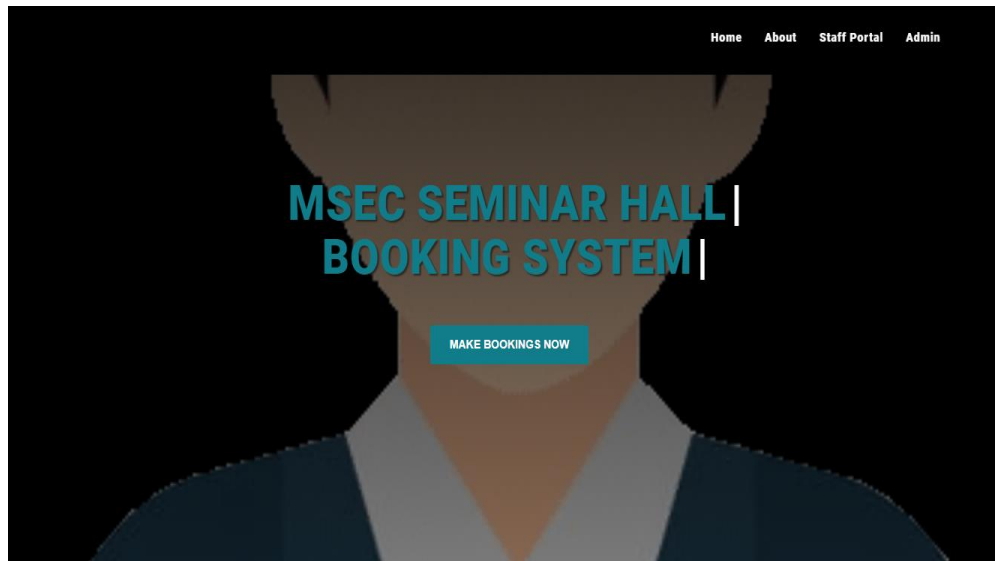 Home About Staff Portal Admin
MSEC SEMINAR HALL|
BOOKING SYSTEM|
MAKE BOOKINGS NOW